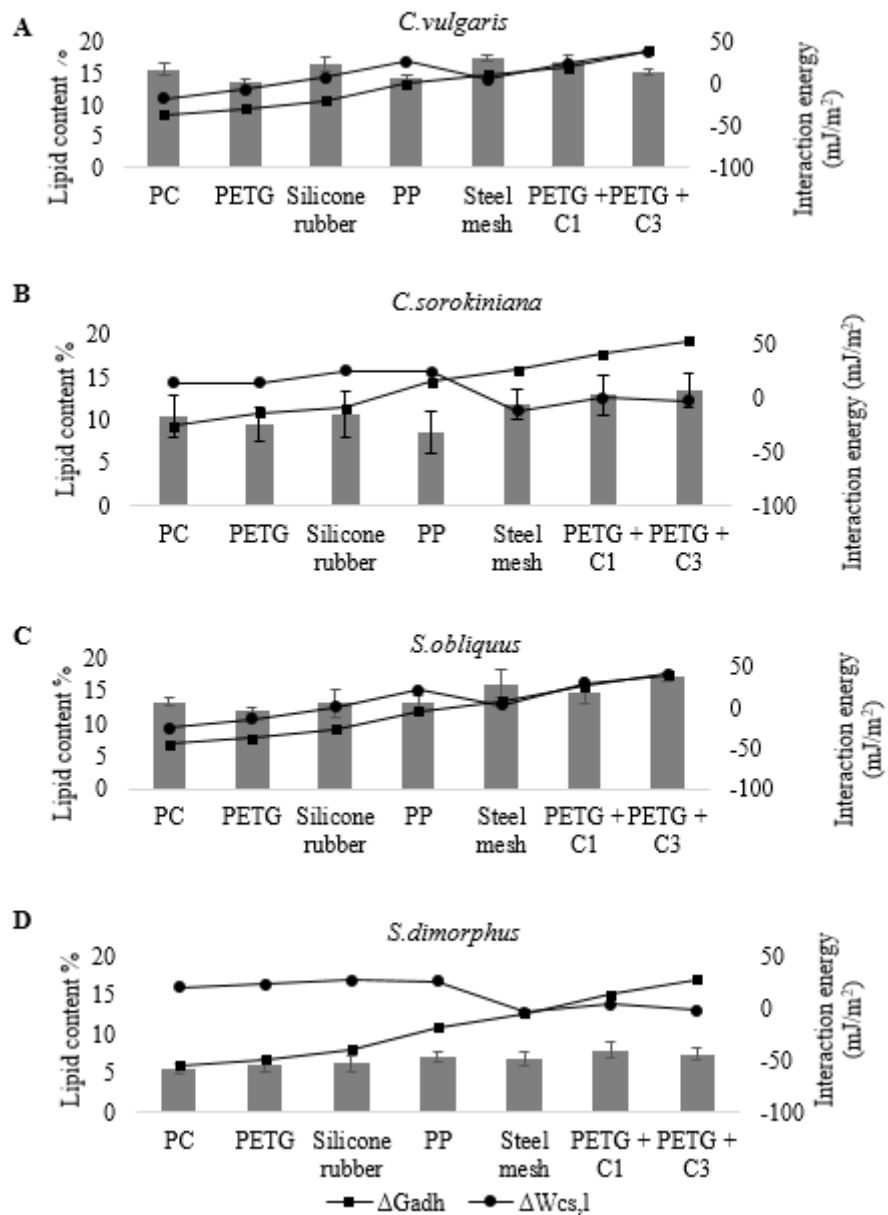 A
C.vulgaris
Lipid content %
20
15
10
5
0
50
0
-50
-100
Interaction energy
(mJ/m²)
PC PETG Silicone PP Steel PETG + PETG +
rubber mesh C1 C3
B
C.sorokiniana
Lipid content %
20
15
10
5
0
50
0
-50
-100
Interaction energy (mJ/m²)
PC PETG Silicone PP Steel PETG + PETG +
rubber mesh C1 C3
C
S.obliquus
Lipid content %
20
15
10
5
0
50
0
-50
-100
Interaction energy
(mJ/m²)
PC PETG Silicone PP Steel PETG + PETG +
rubber mesh C1 C3
D
S.dimorphus
Lipid content %
20
15
10
5
0
50
0
-50
-100
Interaction energy
(mJ/m²)
PC PETG Silicone PP Steel PETG + PETG +
rubber mesh C1 C3
ΔGadh ΔWcs,l